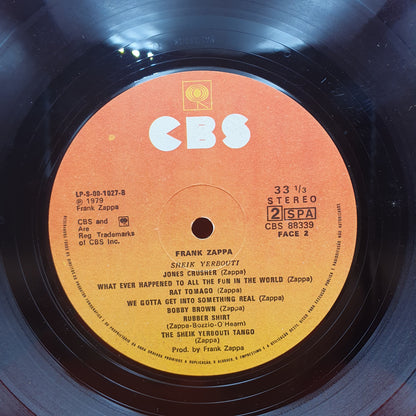 CBS
LP-S-00-1027-B
℗ 1979
Frank Zappa
CBS and
Are
Reg Trademarks
of CBS Inc.
33 1/3
STEREO
2 SPA
CBS 88339
FACE 2
FRANK ZAPPA
SHEIK YERBOUTI
JONES CRUSHER (Zappa)
WHAT EVER HAPPENED TO ALL THE FUN IN THE WORLD (Zappa)
RAT TOMAGO (Zappa)
WE GOTTA GET INTO SOMETHING REAL (Zappa)
BOBBY BROWN (Zappa)
RUBBER SHIRT
(Zappa-Bozzio-O'Hearn)
THE SHEIK YERBOUTI TANGO
(Zappa)
Prod. by Frank Zappa